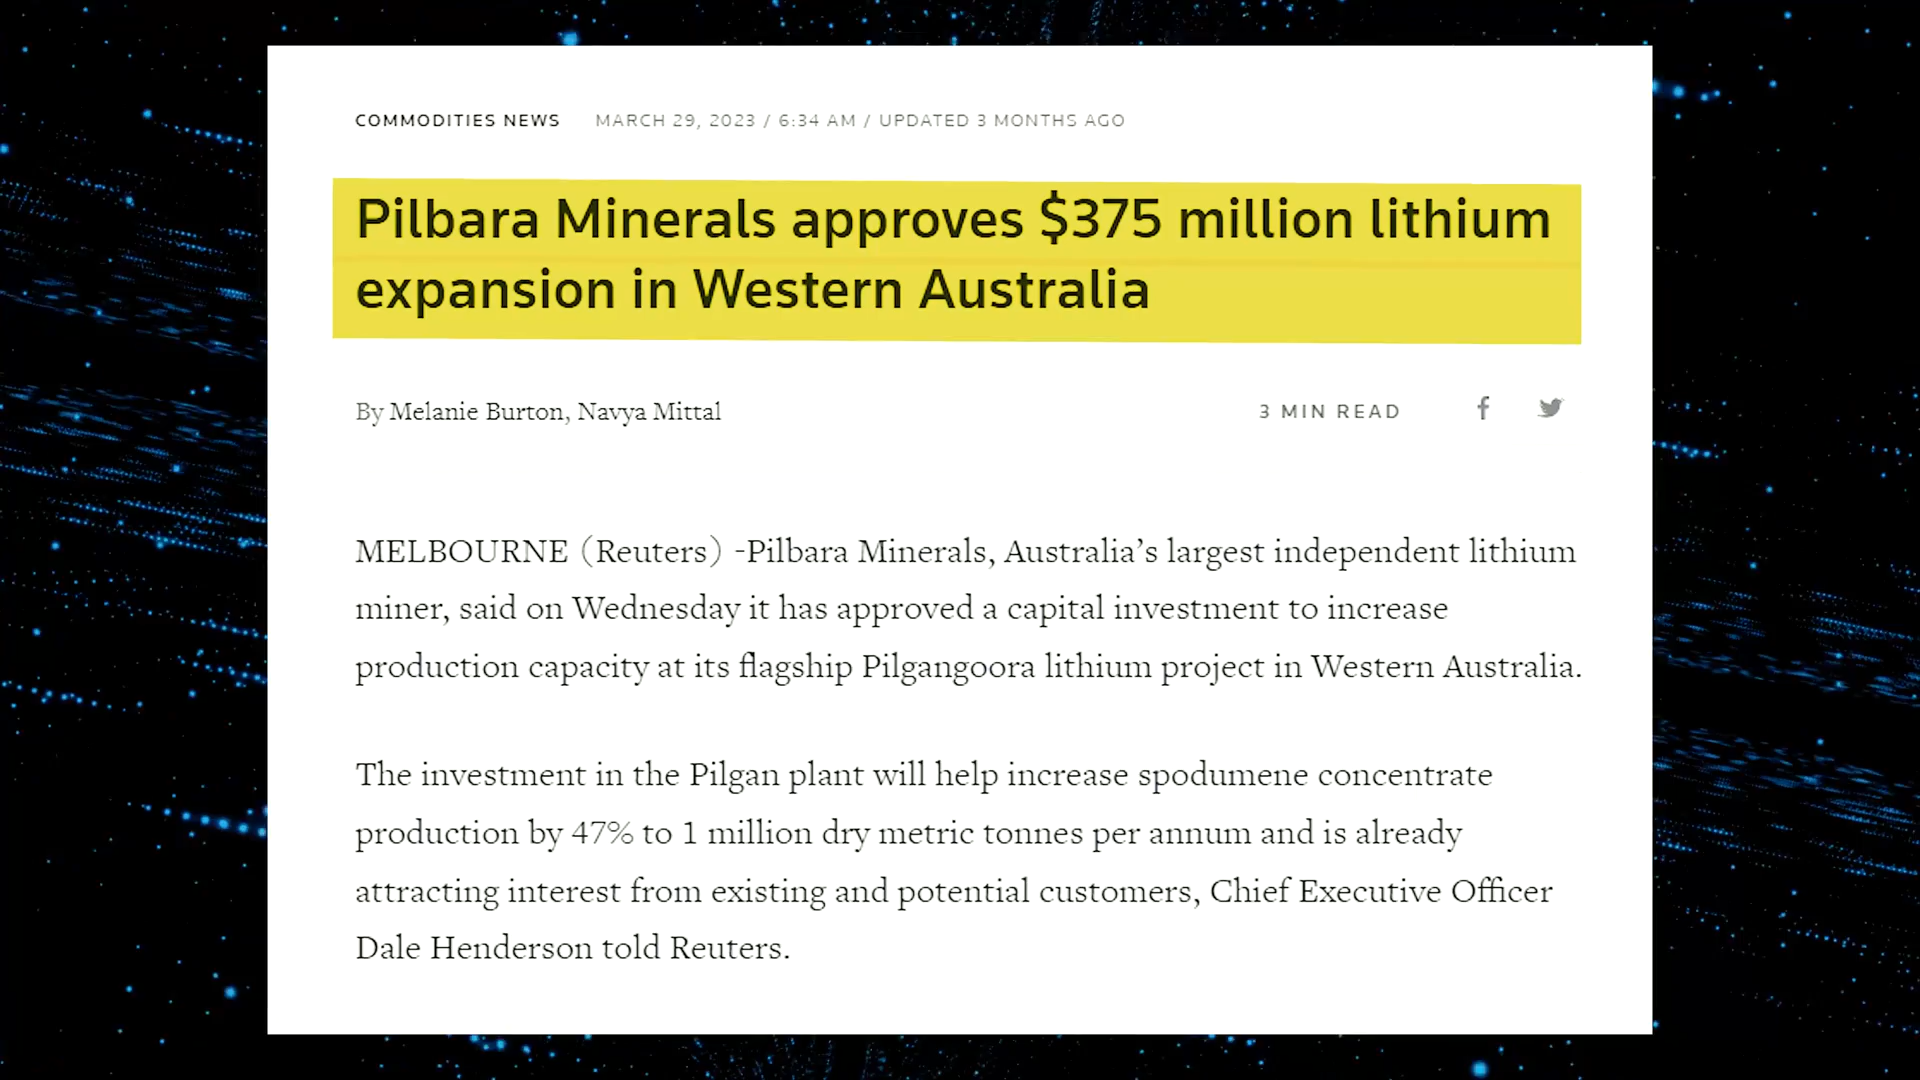 COMMODITIES NEWS MARCH 29, 2023 / 6:34 AM / UPDATED 3 MONTHS AGO
Pilbara Minerals approves $375 million lithium
expansion in Western Australia
By Melanie Burton, Navya Mittal 3 MIN READ
MELBOURNE (Reuters) -Pilbara Minerals, Australia’s largest independent lithium
miner, said on Wednesday it has approved a capital investment to increase
production capacity at its flagship Pilgangoora lithium project in Western Australia.
The investment in the Pilgan plant will help increase spodumene concentrate
production by 47% to 1 million dry metric tonnes per annum and is already
attracting interest from existing and potential customers, Chief Executive Officer
Dale Henderson told Reuters.